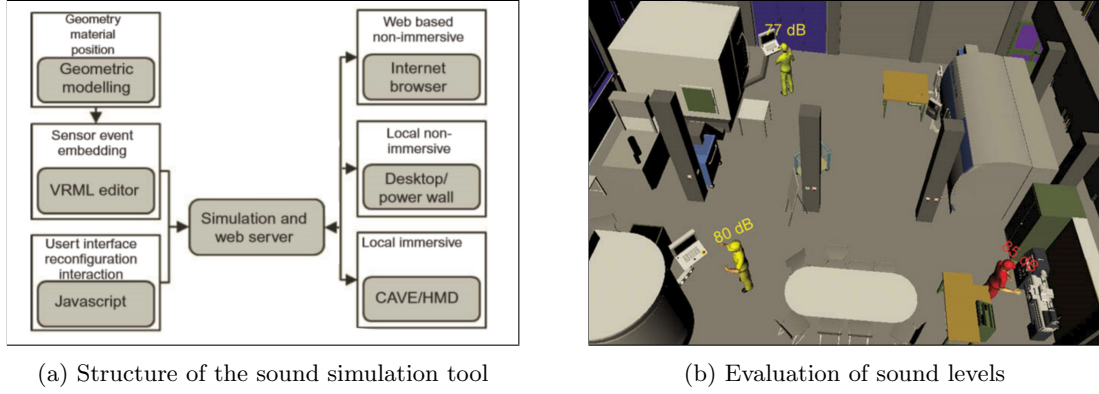 Geometry
material
position
Geometric
modelling
Sensor event
embedding
VRML editor
Usert interface
reconfiguration
interaction
Javascript
Simulation and
web server
Web based
non-immersive
Internet
browser
Local non-
immersive
Desktop/
power wall
Local immersive
CAVE/HMD
(a) Structure of the sound simulation tool
77 dB
80 dB
85 dB
(b) Evaluation of sound levels